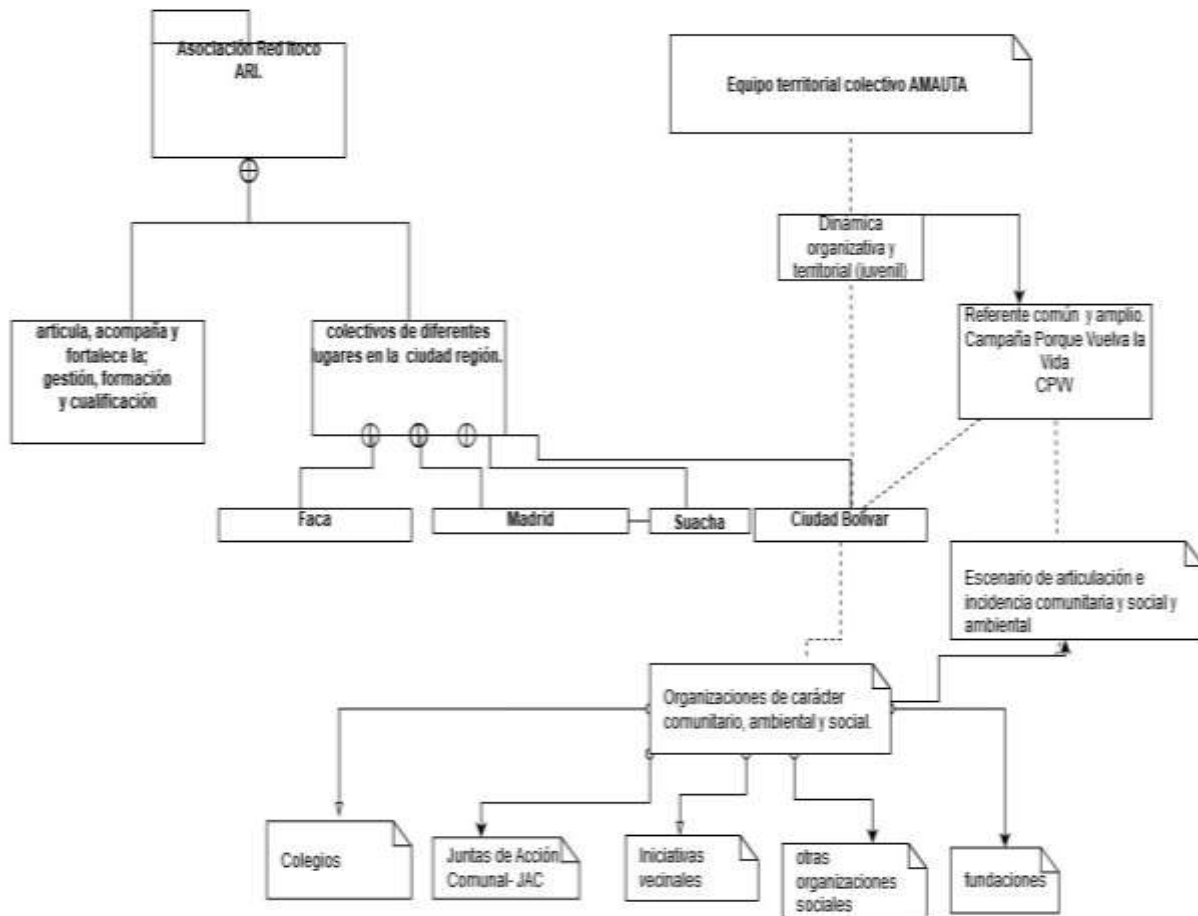 Asociación Red Itoco
ARI.
Equipo territorial colectivo AMAUTA
Dinámica
organizativa y
territorial (juvenil)
articula, acompaña y
fortalece la;
gestión, formación
y cualificación
colectivos de diferentes
lugares en la ciudad región.
Referente común y amplio.
Campaña Porque Vuelva la
Vida
CPVV
Faca
Madrid
Suacha
Ciudad Bolívar
Escenario de articulación e
incidencia comunitaria y social y
ambiental
Organizaciones de carácter
comunitario, ambiental y social.
Colegios
Juntas de Acción
Comunal- JAC
Iniciativas
vecinales
otras
organizaciones
sociales
fundaciones